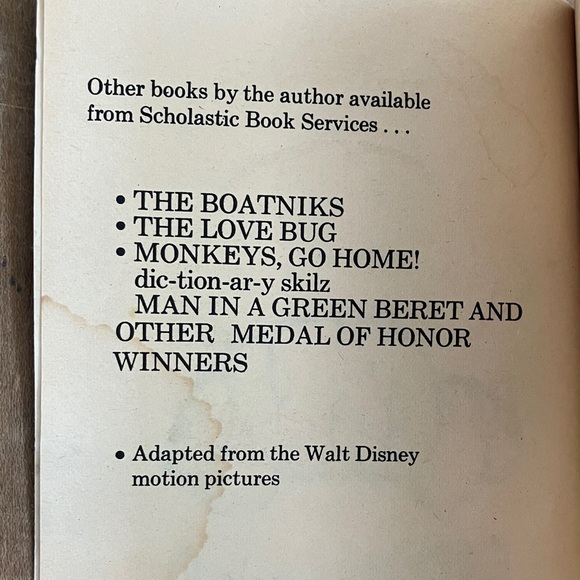 Other books by the author available
from Scholastic Book Services . . .
• THE BOATNIKS
• THE LOVE BUG
• MONKEYS, GO HOME!
dic-tion-ar-y skilz
MAN IN A GREEN BERET AND
OTHER MEDAL OF HONOR
WINNERS
• Adapted from the Walt Disney
motion pictures